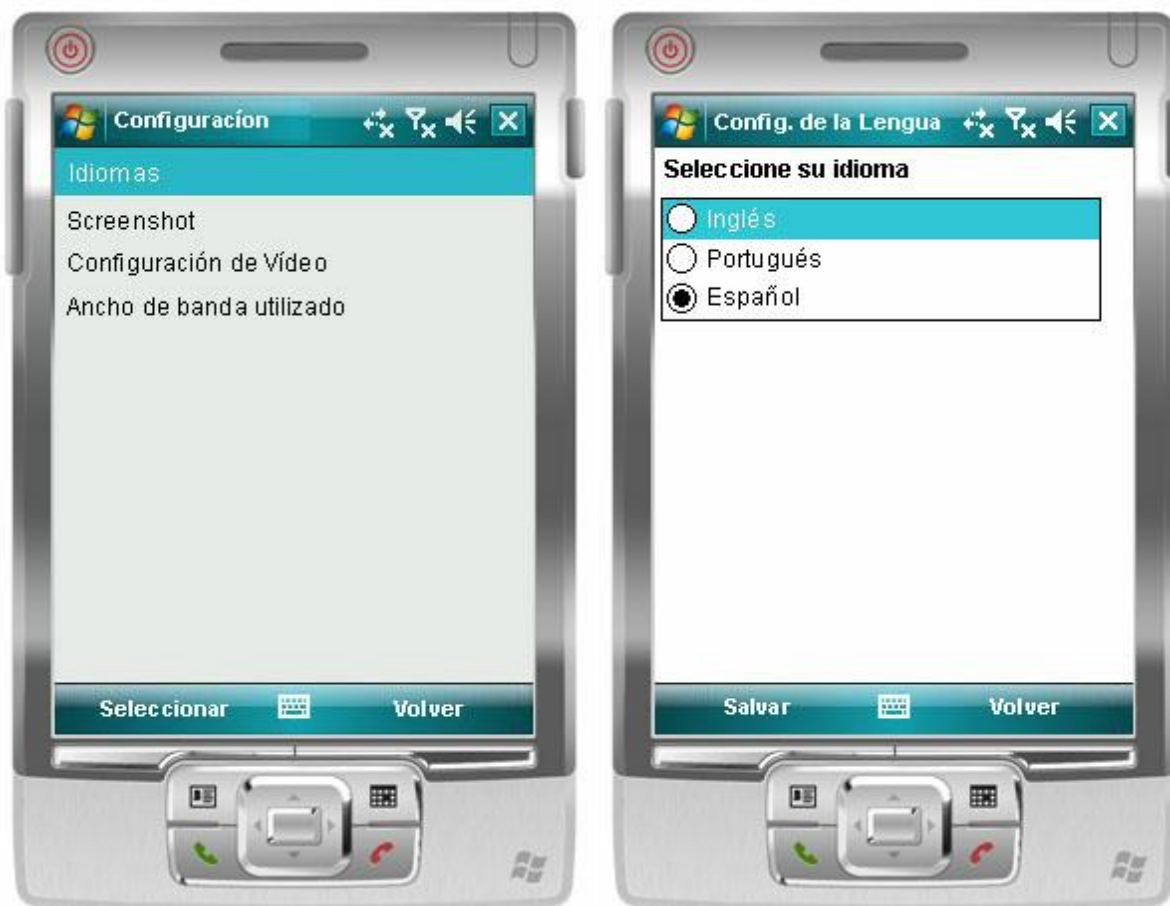 Configuracíon
Idiomas
Screenshot
Configuración de Vídeo
Ancho de banda utilizado
Seleccionar Volver
Config. de la Lengua
Seleccione su idioma
Inglés
Portugués
Español
Salvar Volver